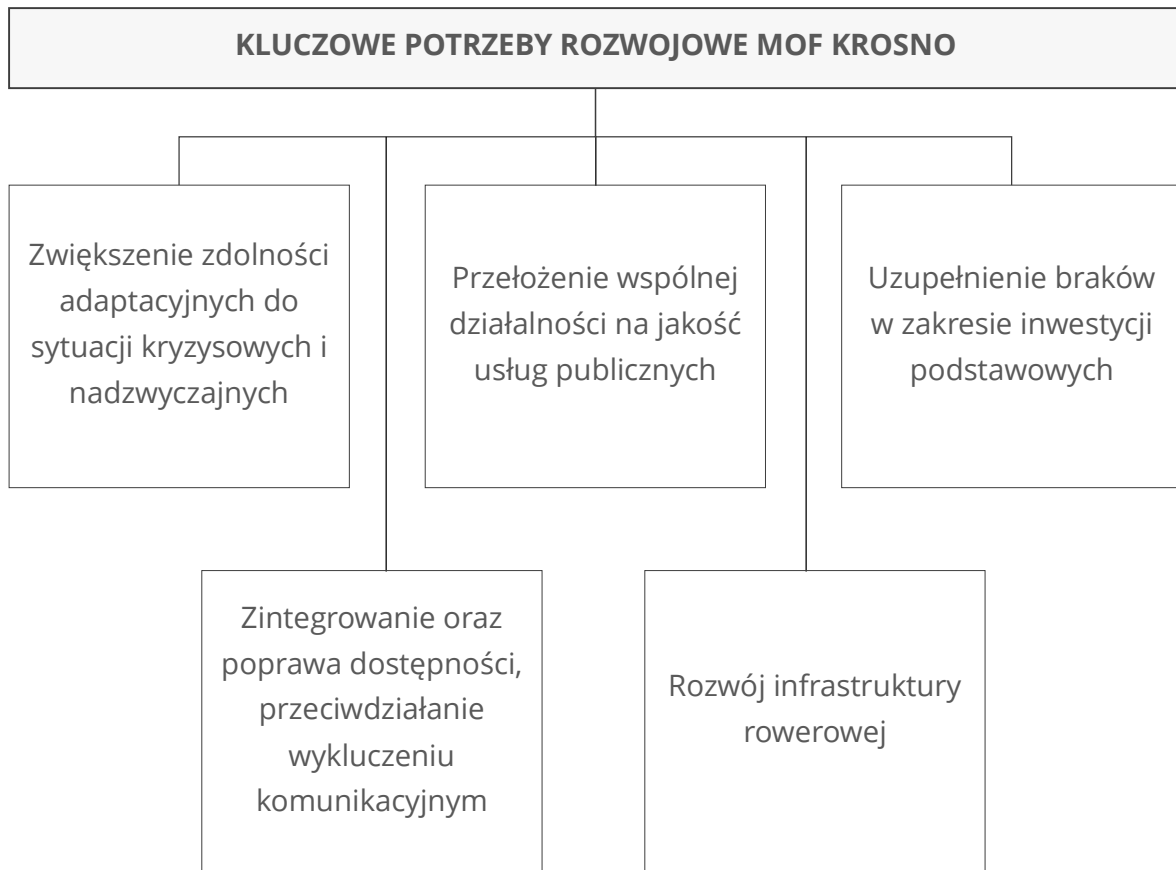 KLUCZOWE POTRZEBY ROZWOJOWE MOF KROSNO
Zwiększenie zdolności
adaptacyjnych do
sytuacji kryzysowych i
nadzwyczajnych
Przełożenie wspólnej
działalności na jakość
usług publicznych
Uzupełnienie braków
w zakresie inwestycji
podstawowych
Zintegrowanie oraz
poprawa dostępności,
przeciwdziałanie
wykluczeniu
komunikacyjnym
Rozwój infrastruktury
rowerowej